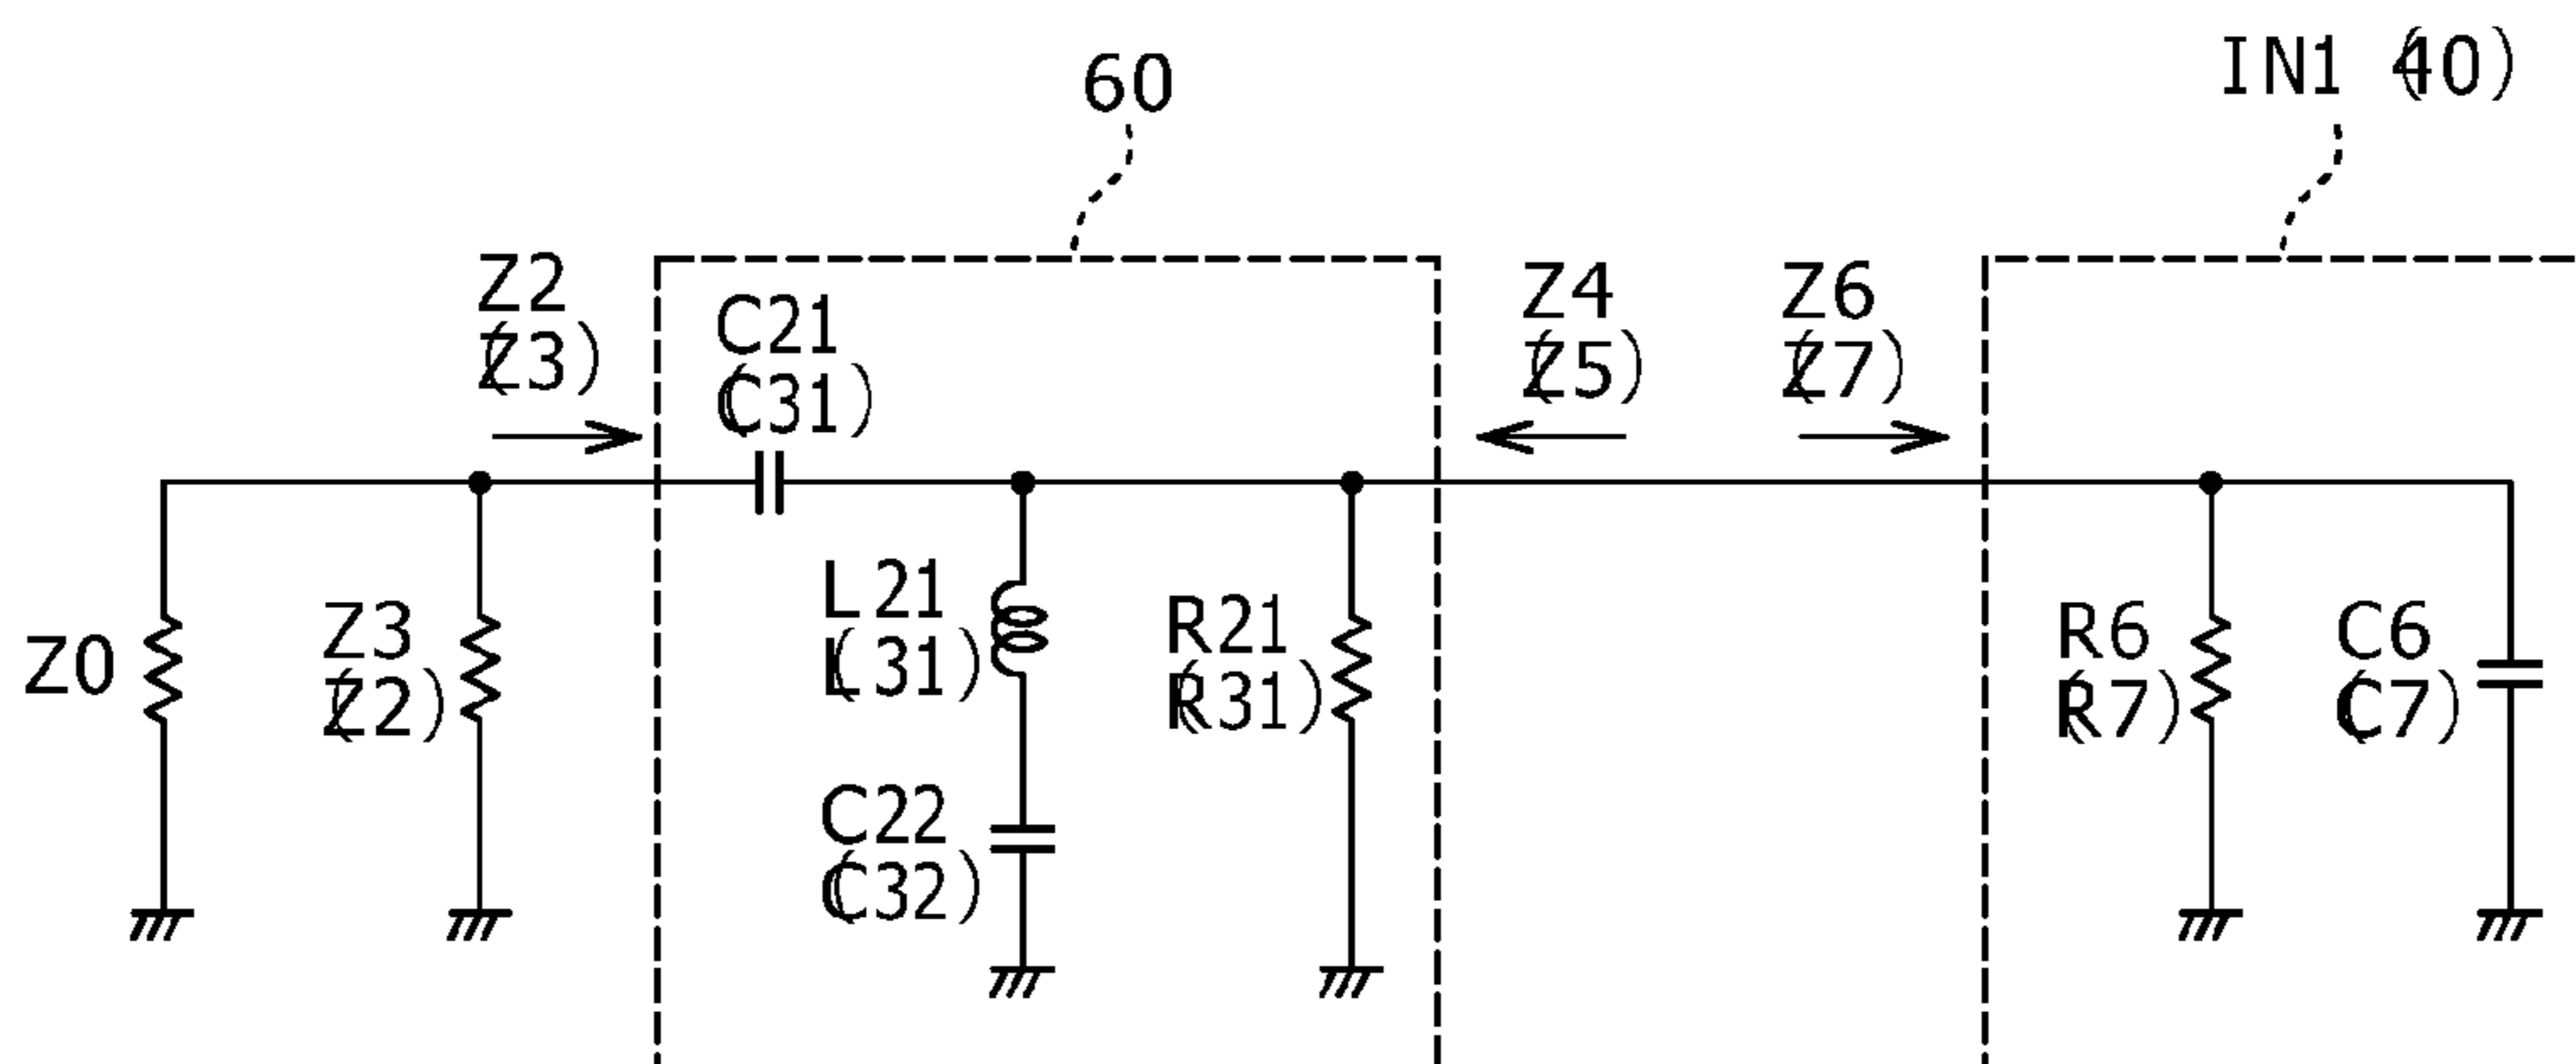 60
IN1 (40)
Z2
(Z3)
C21
(C31)
Z4
(Z5)
Z6
(Z7)
Z0
Z3
(Z2)
L21
(L31)
C22
(C32)
R21
(R31)
R6
(R7)
C6
(C7)